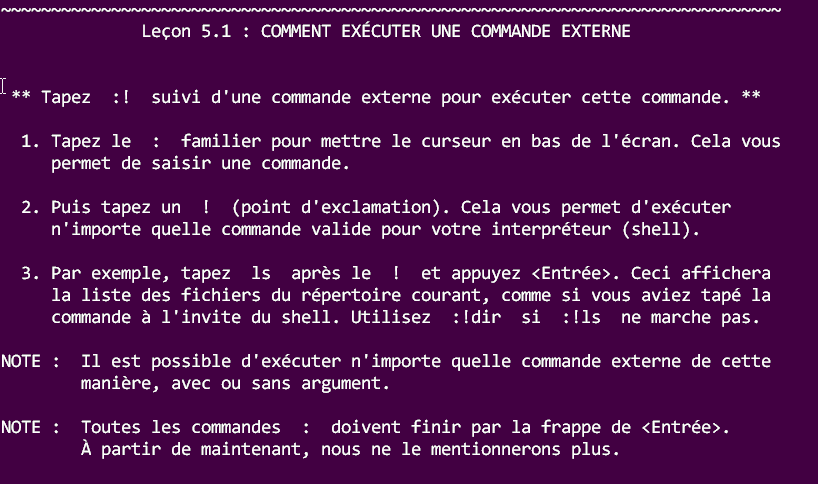 ~~~~~~~~~~~~~~~~~~~~~~~~~~~~~~~~~~~~~~~~~~~~~~~~~~~~~~~~~~~~~~~~~~~~~~~~~~~~~~
Leçon 5.1 : COMMENT EXÉCUTER UNE COMMANDE EXTERNE
** Tapez  :!  suivi d'une commande externe pour exécuter cette commande. **
1. Tapez le  :  familier pour mettre le curseur en bas de l'écran. Cela vous
permet de saisir une commande.
2. Puis tapez un  !  (point d'exclamation). Cela vous permet d'exécuter
n'importe quelle commande valide pour votre interpréteur (shell).
3. Par exemple, tapez  ls  après le  !  et appuyez <Entrée>. Ceci affichera
la liste des fichiers du répertoire courant, comme si vous aviez tapé la
commande à l'invite du shell. Utilisez  :!dir  si  :!ls  ne marche pas.
NOTE :  Il est possible d'exécuter n'importe quelle commande externe de cette
manière, avec ou sans argument.
NOTE :  Toutes les commandes  :  doivent finir par la frappe de <Entrée>.
À partir de maintenant, nous ne le mentionnerons plus.